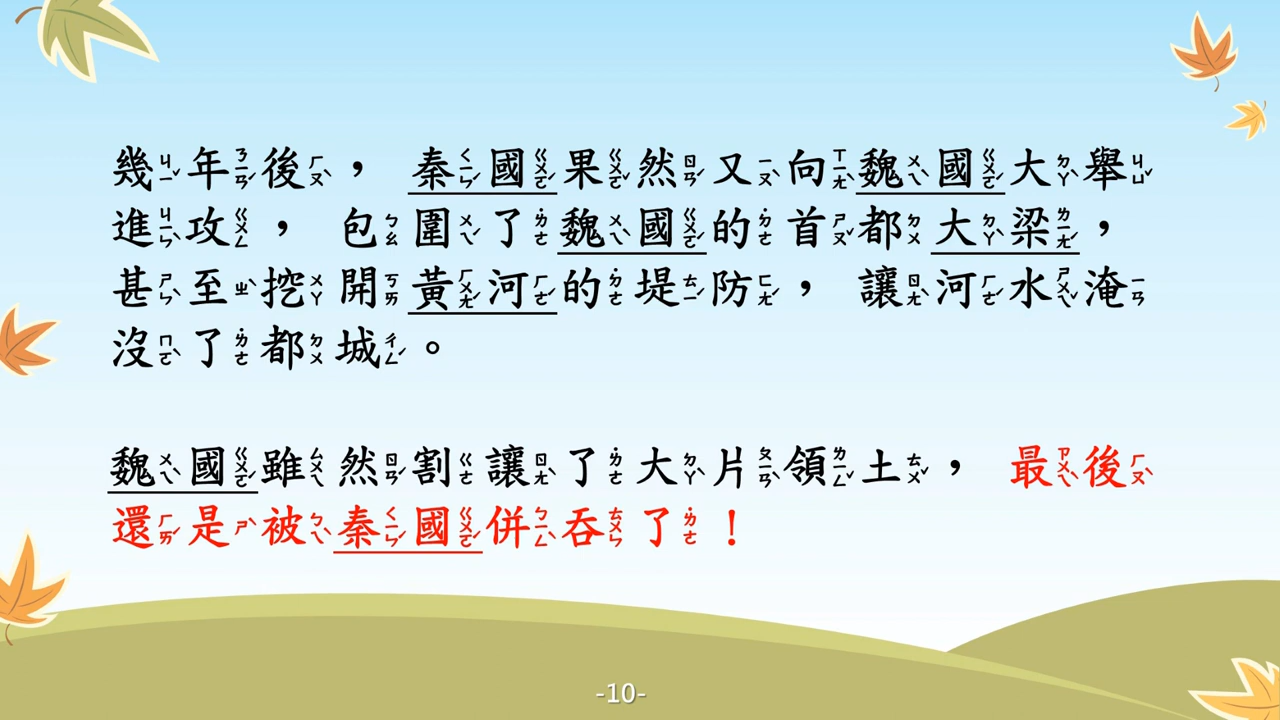 幾年後，秦國果然又向魏國大舉
進攻，包圍了魏國的首都大梁，
甚至挖開黃河的堤防，讓河水淹
沒了都城。
魏國雖然割讓了大片領土，最後
還是被秦國併吞了！
-10-